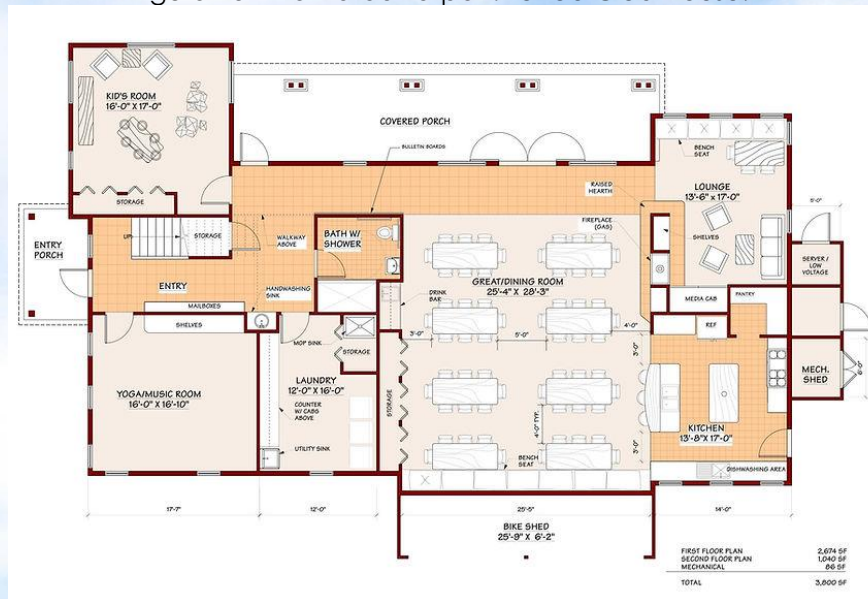 KID'S ROOM
16'-0" X 17'-0"
STORAGE
COVERED PORCH
BULLETIN BOARDS
BENCH
SEAT
LOUNGE
13'-6" x 17'-0"
RAISED
HEARTH
FIREPLACE
(GAS)
SHELVES
MEDIA CAB
PANTRY
REF
5'-0"
SERVER /
LOW
VOLTAGE
MECH.
SHED
6'-0"
ENTRY
PORCH
UP
STORAGE
WALKWAY
ABOVE
BATH W/
SHOWER
ENTRY
MAILBOXES
HANDWASHING
SINK
DRINK
BAR
GREAT/DINING ROOM
25'-4" X 28'-3"
3'-0"
5'-0"
4'-0"
3'-0"
4'-0 TYP.
3'-0"
SHELVES
MOP SINK
STORAGE
YOGA/MUSIC ROOM
16'-0" X 16'-10"
LAUNDRY
12'-0" X 16'-0"
COUNTER
W/ CABS
ABOVE
UTILITY SINK
STORAGE
BENCH
SEAT
KITCHEN
13'-8"X 17'-0"
DISHWASHING AREA
17'-7"
12'-0"
25'-5"
14'-0"
BIKE SHED
25'-9" X 6'-2"
FIRST FLOOR PLAN 2,674 SF
SECOND FLOOR PLAN 1,040 SF
MECHANICAL 86 SF
TOTAL 3,800 SF